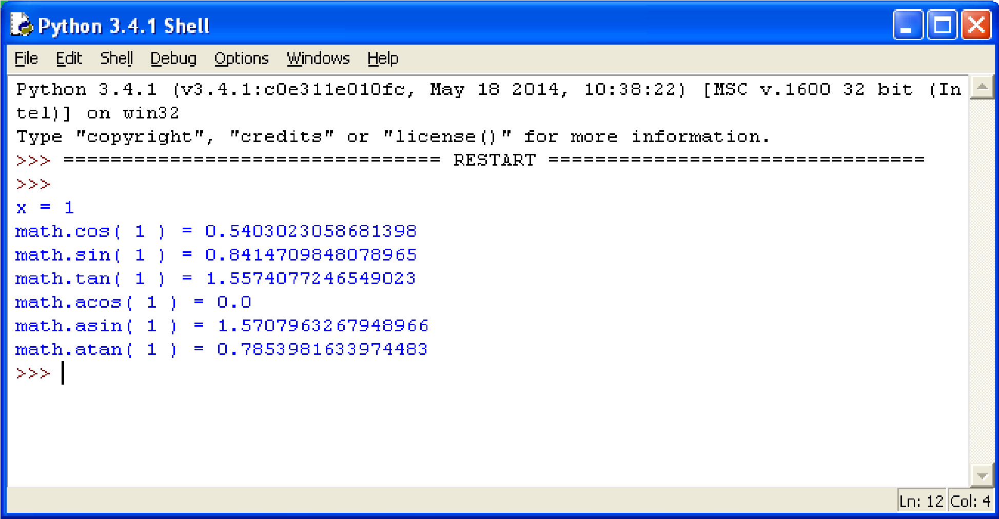 Python 3.4.1 Shell
File Edit Shell Debug Options Windows Help
Python 3.4.1 (v3.4.1:c0e311e010fc, May 18 2014, 10:38:22) [MSC v.1600 32 bit (In
tel)] on win32
Type "copyright", "credits" or "license()" for more information.
>>> ================================ RESTART ================================
>>>
x = 1
math.cos( 1 ) = 0.5403023058681398
math.sin( 1 ) = 0.8414709848078965
math.tan( 1 ) = 1.5574077246549023
math.acos( 1 ) = 0.0
math.asin( 1 ) = 1.5707963267948966
math.atan( 1 ) = 0.7853981633974483
>>>
Ln: 12 Col: 4